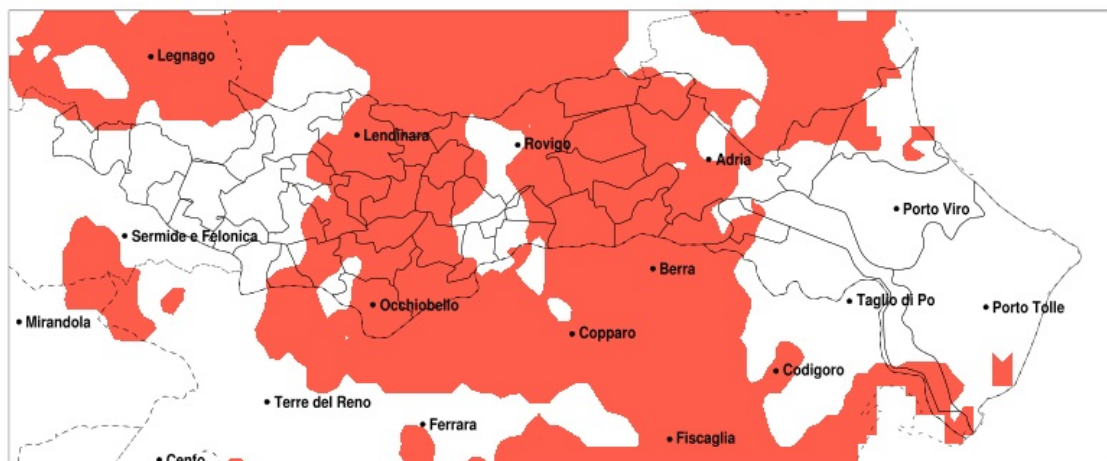 Legnago
Lendinara
Rovigo
Adria
Porto Viro
Sermide e Felonica
Berra
Occhiobello
Taglio di Po
Porto Tolle
Mirandola
Copparo
Codigoro
Terre del Reno
Ferrara
Fiscaglia
Cento